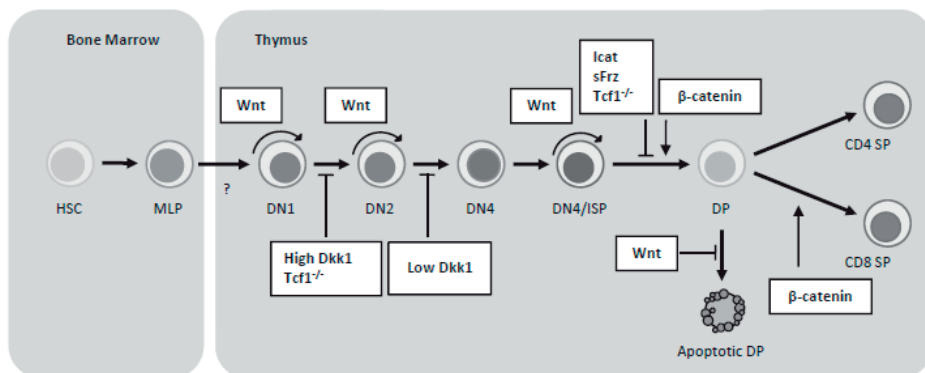 Bone Marrow
Thymus
Icat
sFrz
Tcf1-/-
β-catenin
Wnt
Wnt
Wnt
CD4 SP
HSC
MLP
?
DN1
DN2
DN4
DN4/ISP
DP
High Dkk1
Tcf1-/-
Low Dkk1
Wnt
CD8 SP
β-catenin
Apoptotic DP